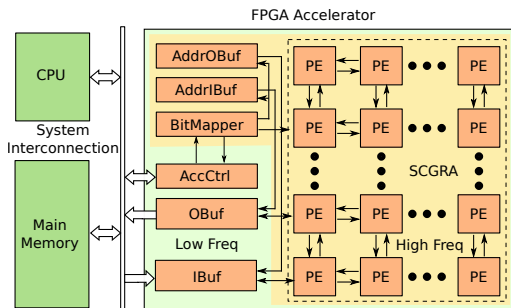 FPGA Accelerator
CPU
System
Interconnection
Main
Memory
AddrOBuf
AddrIBuf
BitMapper
AccCtrl
OBuf
Low Freq
IBuf
PE PE PE
PE PE PE
SCGRA
PE PE PE
High Freq
PE PE PE